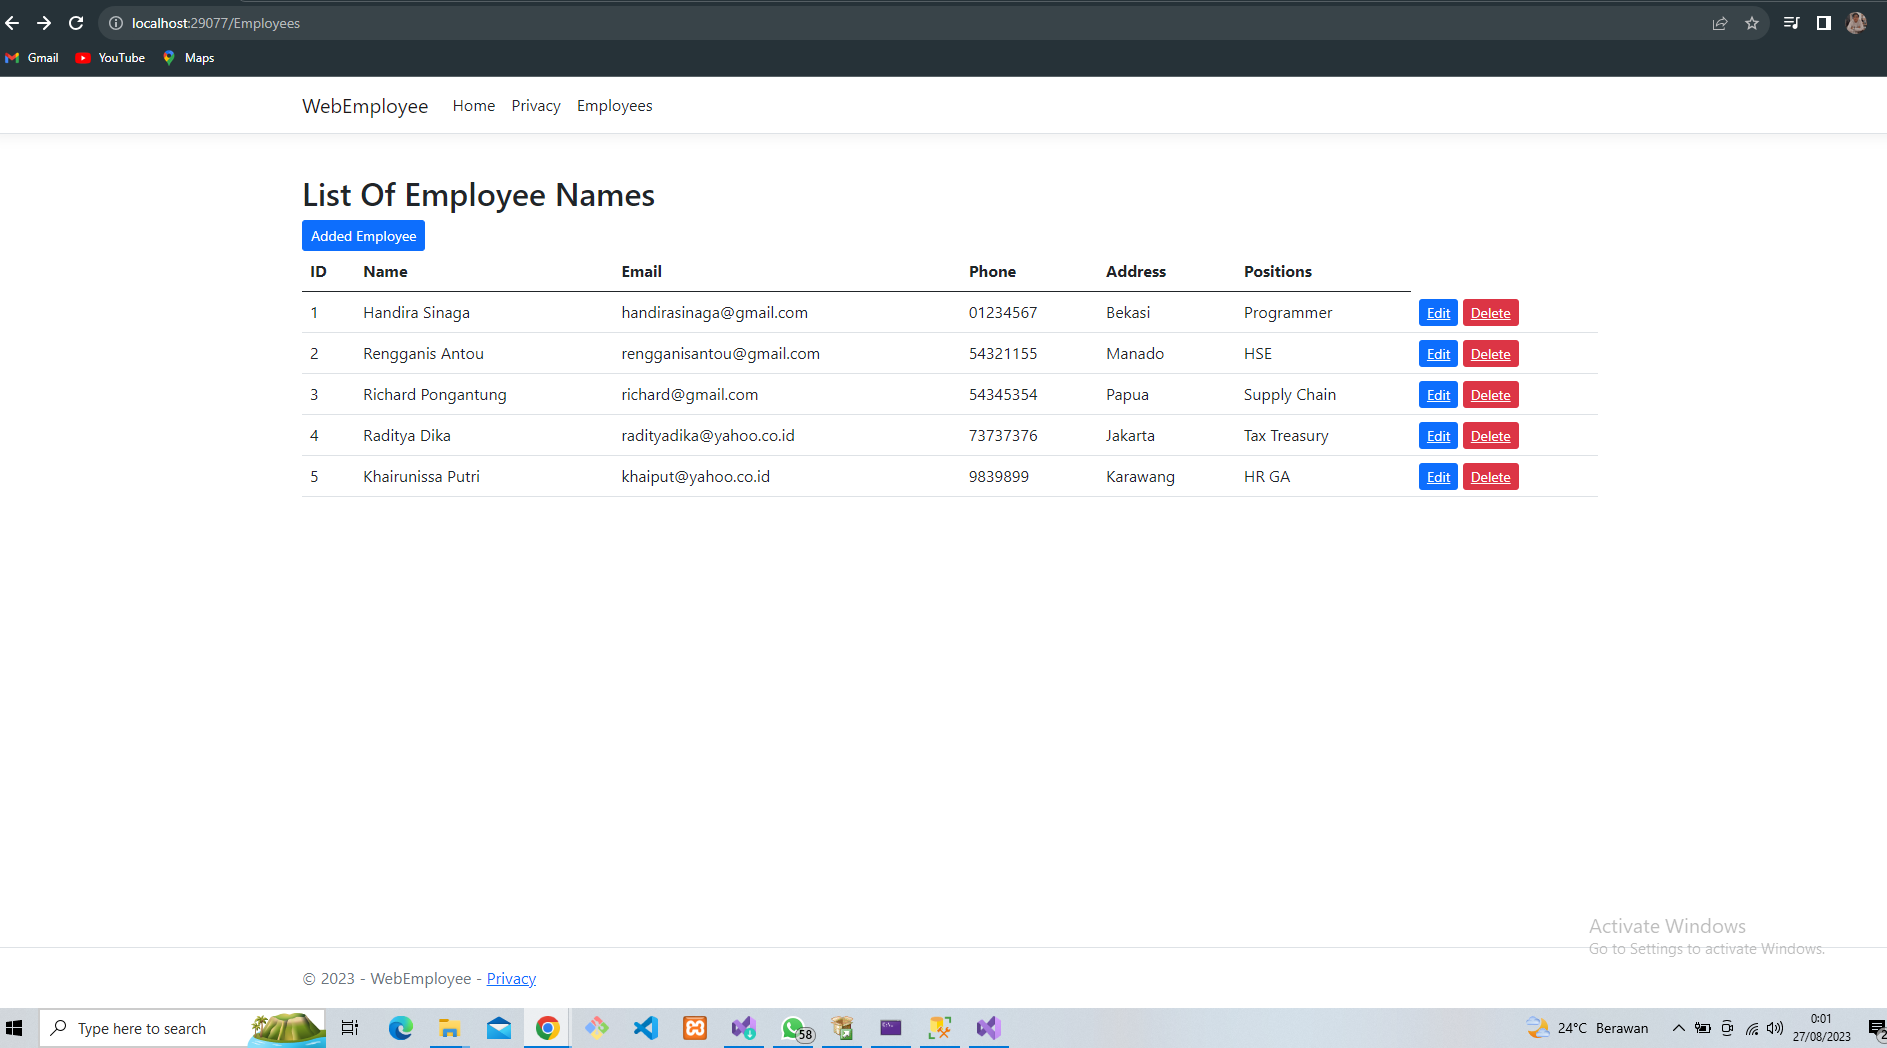 localhost:29077/Employees
Gmail YouTube Maps
WebEmployee Home Privacy Employees
List Of Employee Names
Added Employee
ID Name Email Phone Address Positions
1 Handira Sinaga handirasinaga@gmail.com 01234567 Bekasi Programmer Edit Delete
2 Rengganis Antou rengganisantou@gmail.com 54321155 Manado HSE Edit Delete
3 Richard Pongantung richard@gmail.com 54345354 Papua Supply Chain Edit Delete
4 Raditya Dika radityadika@yahoo.co.id 73737376 Jakarta Tax Treasury Edit Delete
5 Khairunissa Putri khaiput@yahoo.co.id 9839899 Karawang HR GA Edit Delete
Activate Windows
Go to Settings to activate Windows.
© 2023 - WebEmployee - Privacy
Type here to search 58 24°C Berawan 0:01
27/08/2023 2